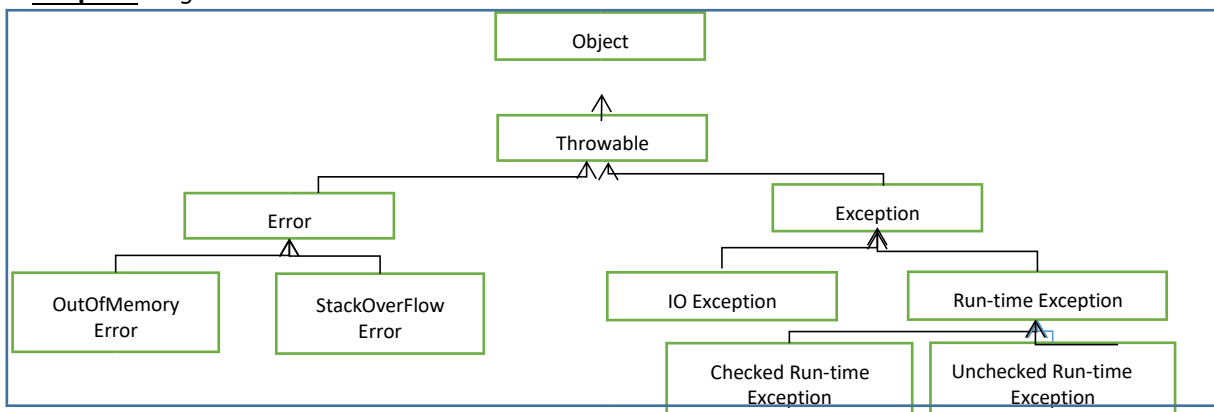 Object
Throwable
Error
Exception
OutOfMemory
Error
StackOverFlow
Error
IO Exception
Run-time Exception
Checked Run-time
Exception
Unchecked Run-time
Exception